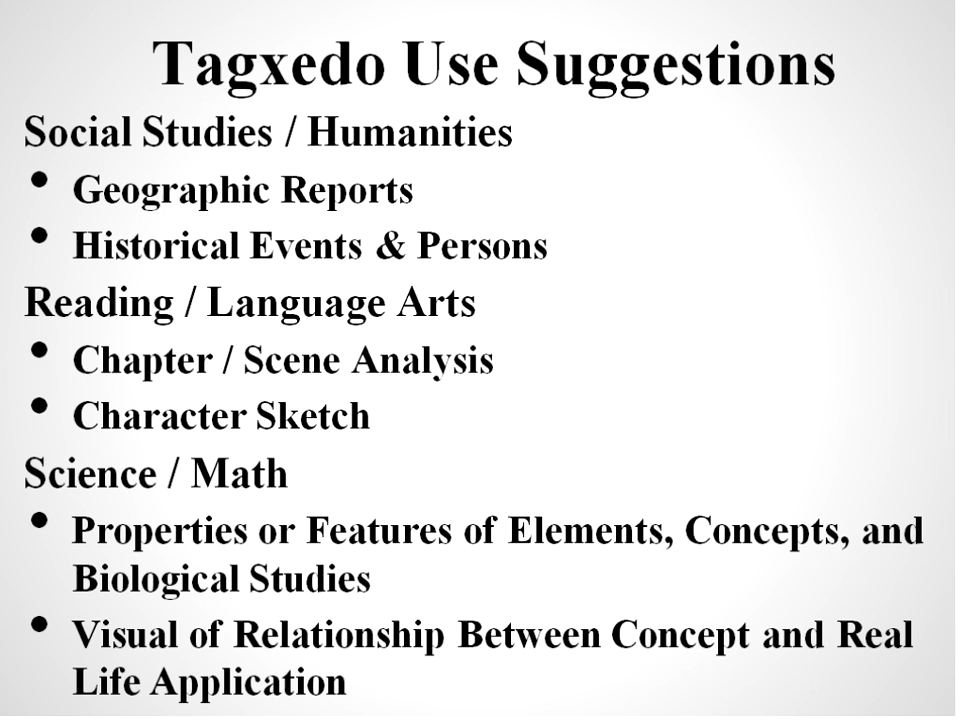 Tagxedo Use Suggestions
Social Studies / Humanities
• Geographic Reports
• Historical Events & Persons
Reading / Language Arts
• Chapter / Scene Analysis
• Character Sketch
Science / Math
• Properties or Features of Elements, Concepts, and
Biological Studies
• Visual of Relationship Between Concept and Real
Life Application